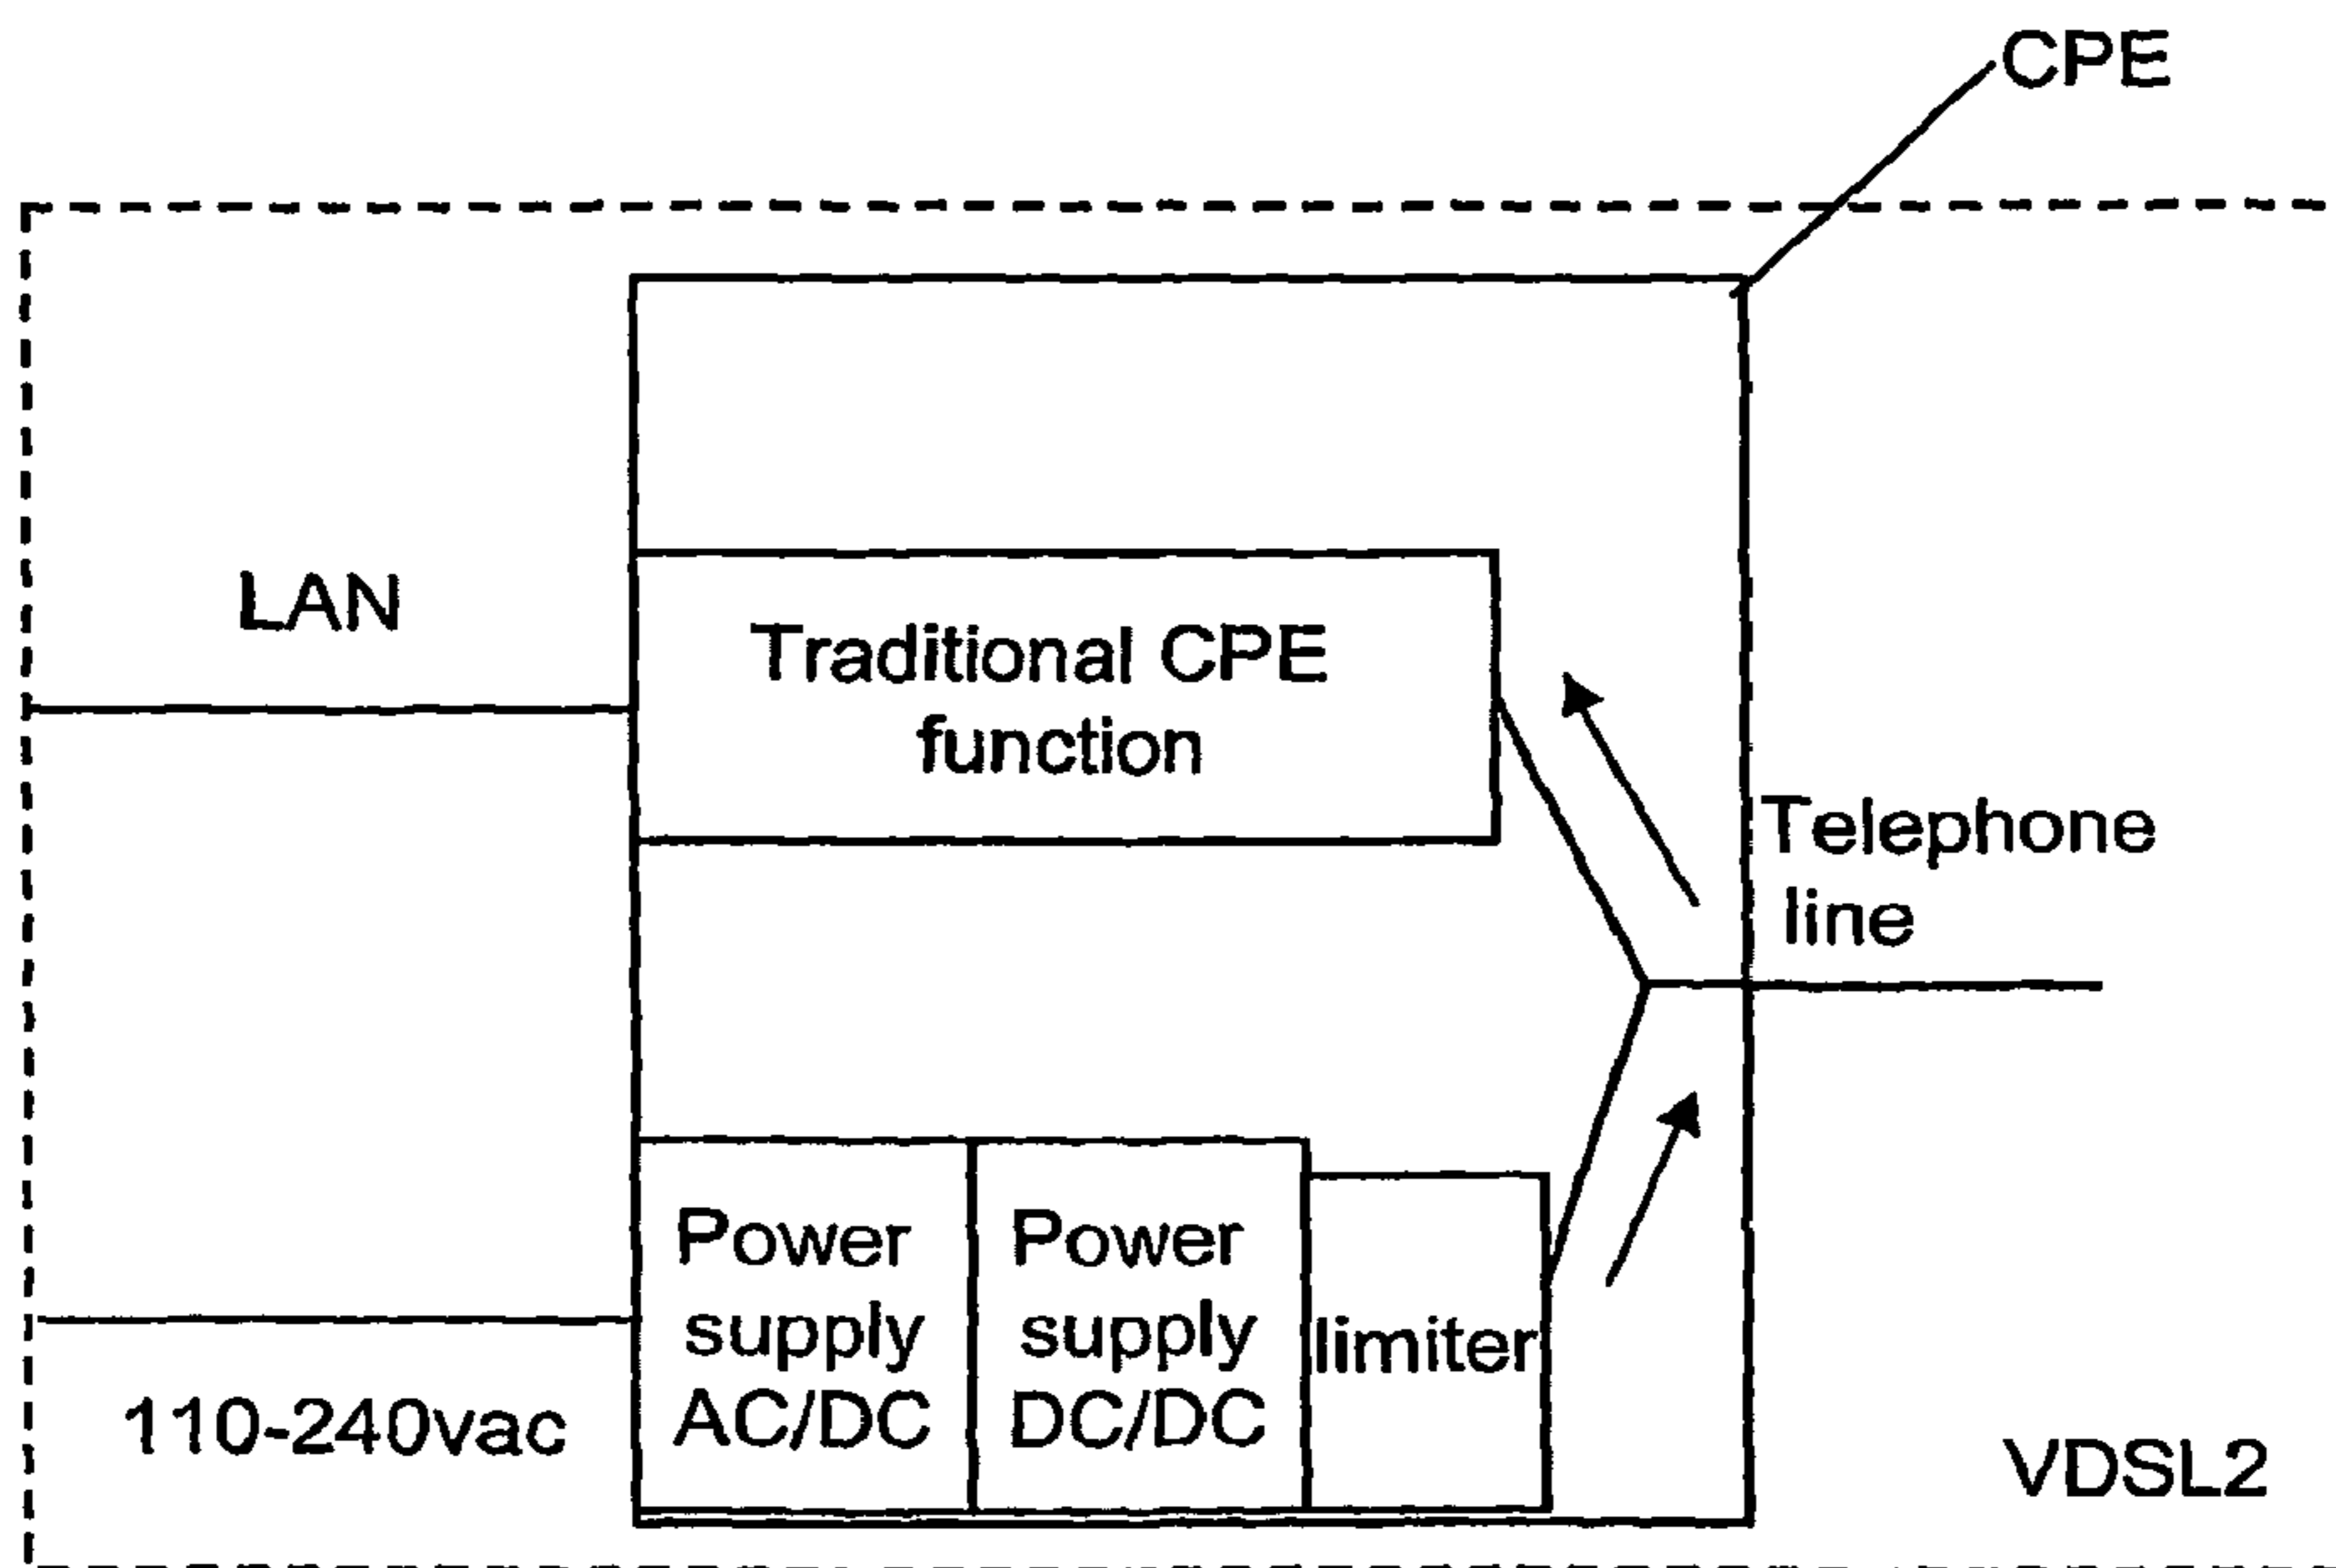 CPE
LAN
Traditional CPE
function
Telephone
line
Power
supply
AC/DC
Power
supply
DC/DC
limiter
110-240vac
VDSL2